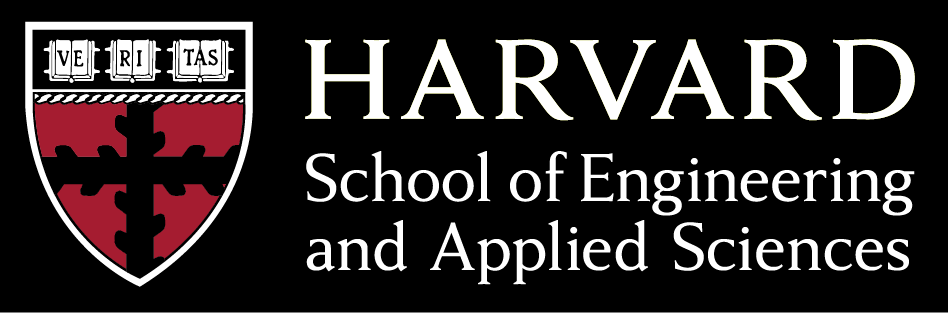 VE RI TAS
HARVARD
School of Engineering
and Applied Sciences